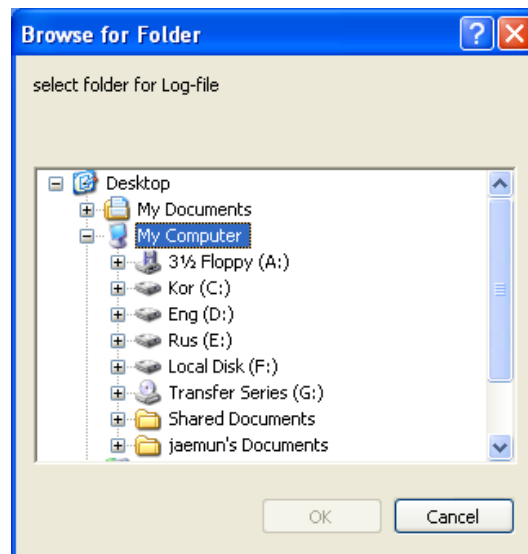 Browse for Folder
select folder for Log-file
Desktop
My Documents
My Computer
3½ Floppy (A:)
Kor (C:)
Eng (D:)
Rus (E:)
Local Disk (F:)
Transfer Series (G:)
Shared Documents
jaemun's Documents
OK Cancel